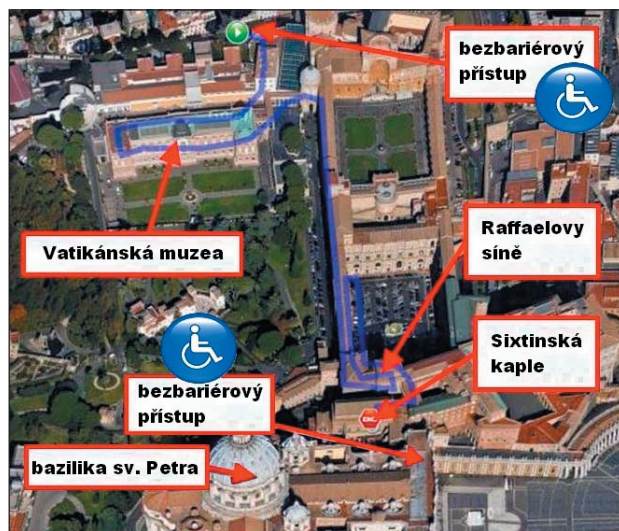 bezbariérový
přístup
Vatikánská muzea
Raffaelovy
síně
Sixtinská
kaple
bezbariérový
přístup
bazilika sv. Petra